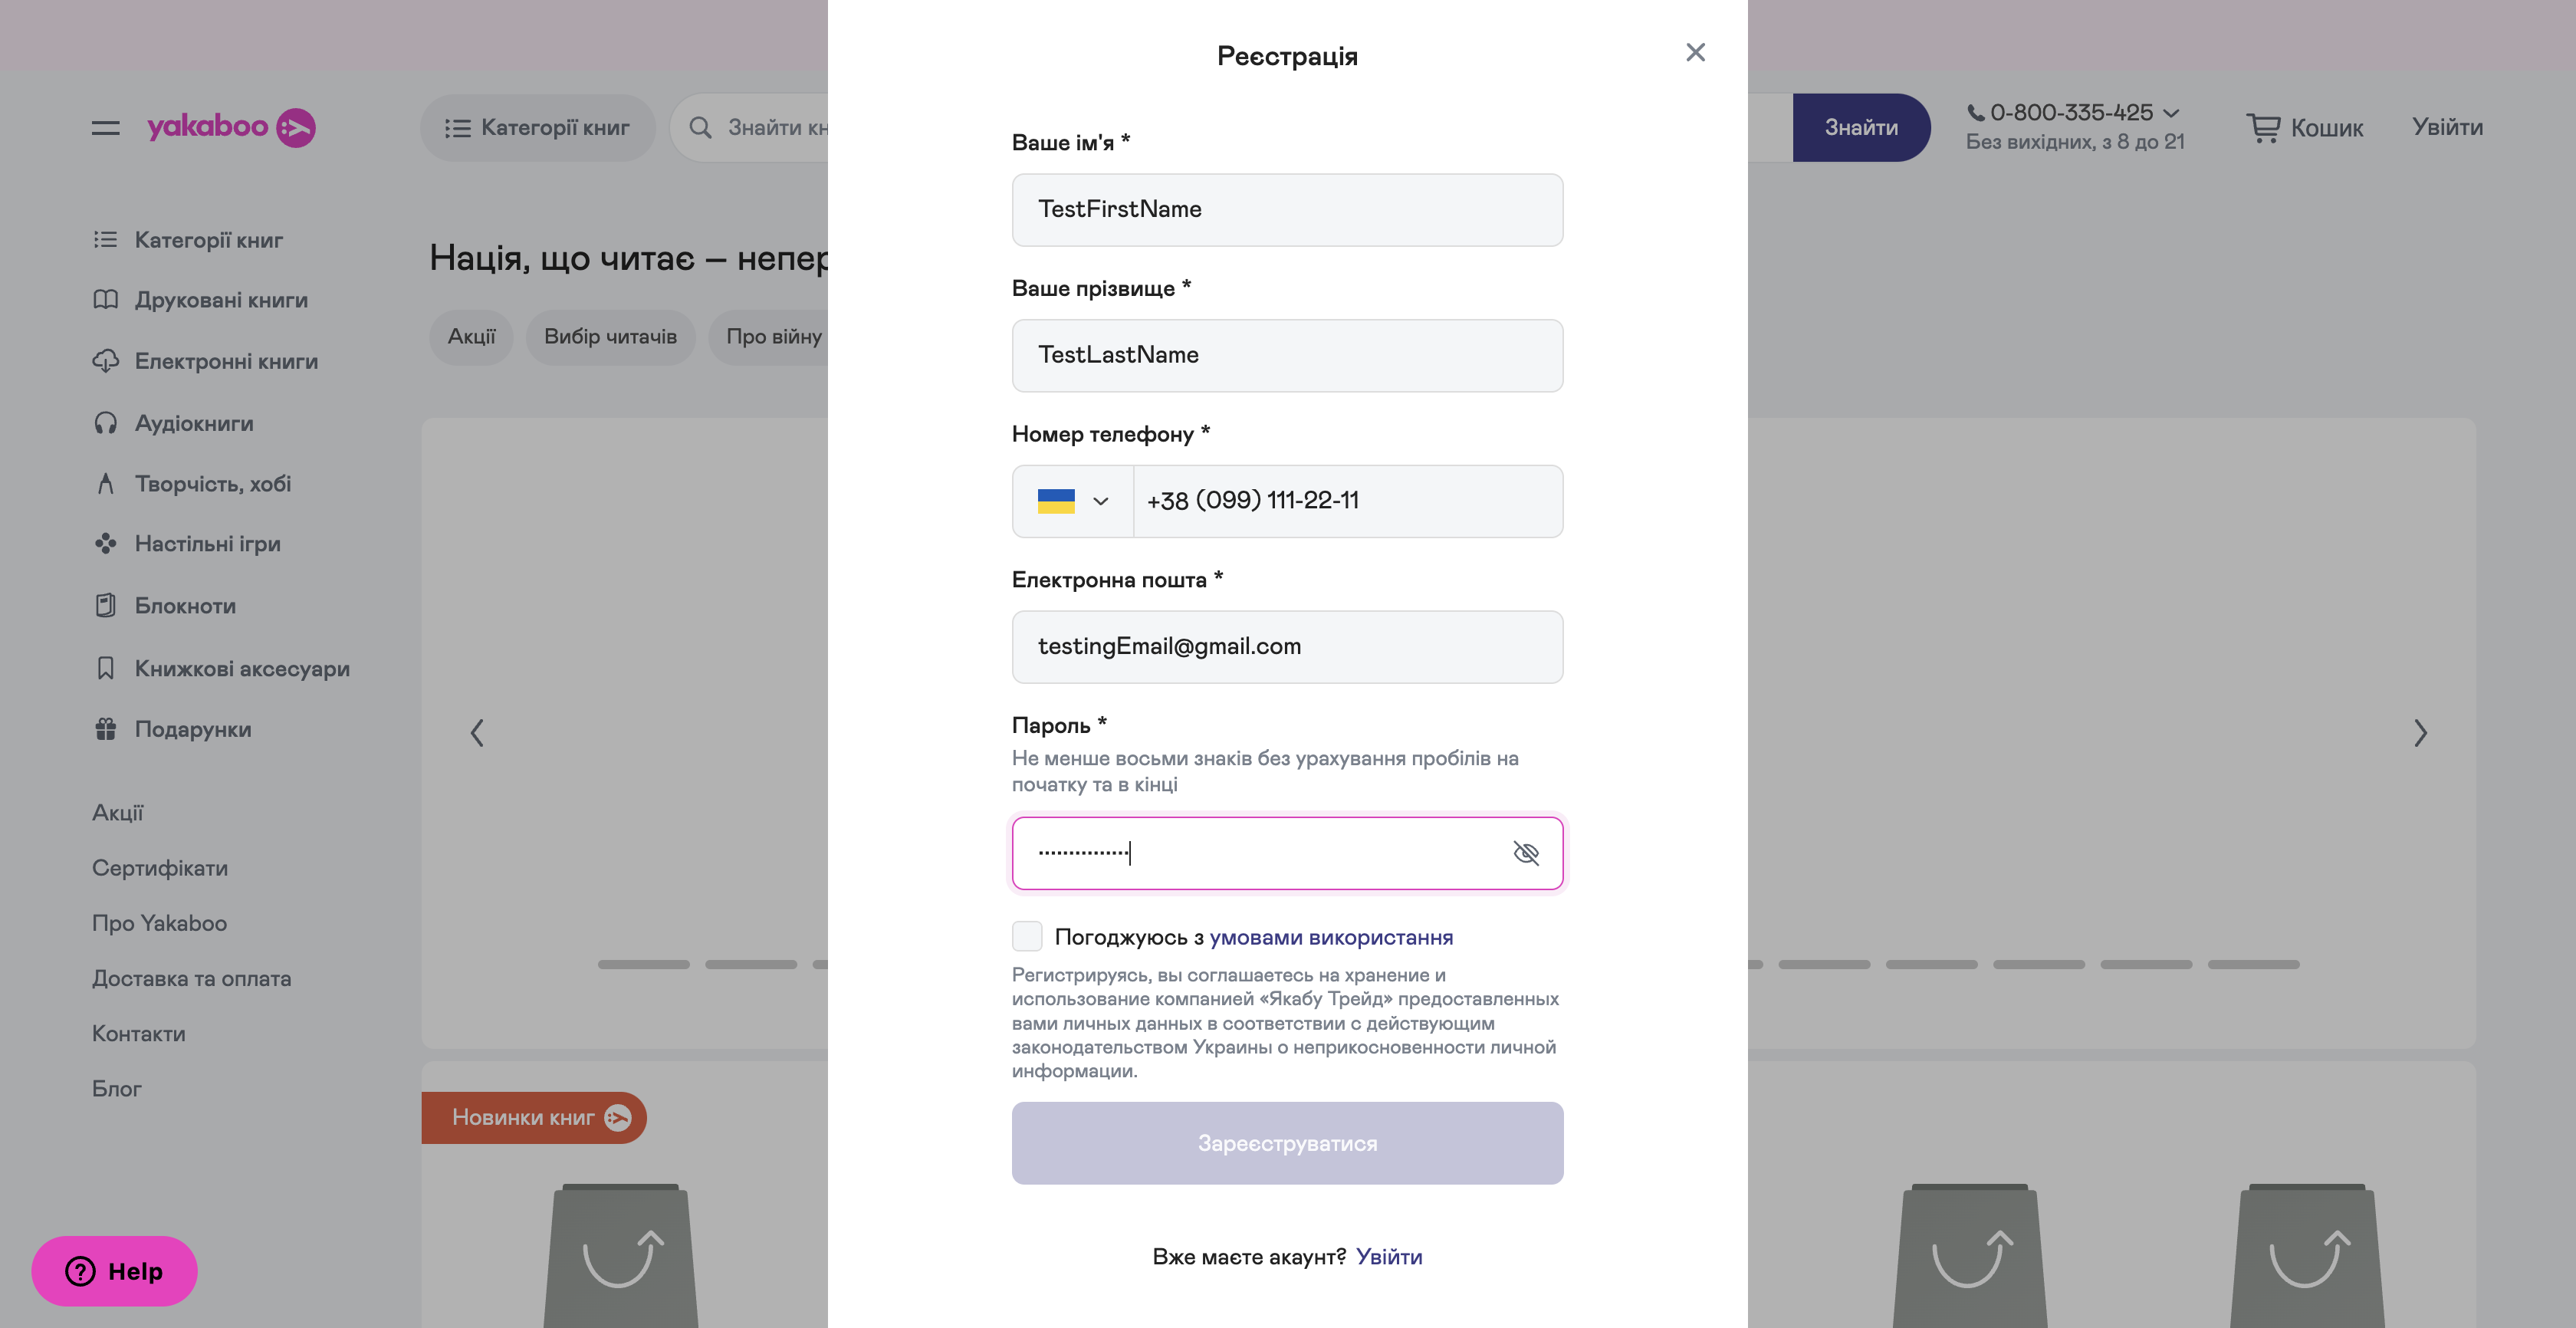 yakaboo
Категорії книг
Знайти
Знайти
0-800-335-425
Без вихідних, з 8 до 21
Кошик
Увійти
Категорії книг
Друковані книги
Електронні книги
Аудіокниги
Творчість, хобі
Настільні ігри
Блокноти
Книжкові аксесуари
Подарунки
Акції
Сертифікати
Про Yakaboo
Доставка та оплата
Контакти
Блог
Help
Нація, що читає –
Акції
Вибір читачів
Про війну
Новинки книг
Реєстрація
Ваше ім'я *
TestFirstName
Ваше прізвище *
TestLastName
Номер телефону *
+38 (099) 111-22-11
Електронна пошта *
testingEmail@gmail.com
Пароль *
Не менше восьми знаків без урахування пробілів на
початку та в кінці
Погоджуюсь з умовами використання
Регистрируясь, вы соглашаетесь на хранение и
использование компанией «Якабу Трейд» предоставленных
вами личных данных в соответствии с действующим
законодательством Украины о неприкосновенности личной
информации.
Зареєструватися
Вже маєте акаунт? Увійти